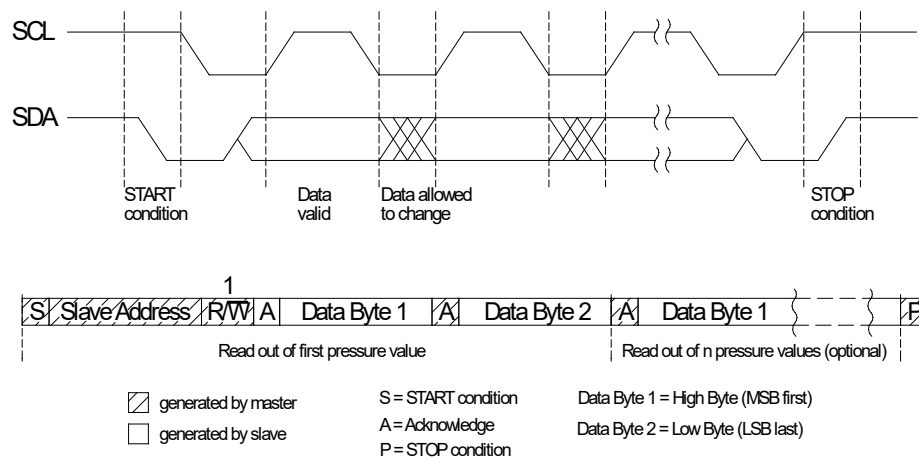 SCL
SDA
START condition
Data valid
Data allowed to change
STOP condition
1
S Slave Address R/W A Data Byte 1 A Data Byte 2 A Data Byte 1 P
Read out of first pressure value
Read out of n pressure values (optional)
generated by master
generated by slave
S = START condition
A = Acknowledge
P = STOP condition
Data Byte 1 = High Byte (MSB first)
Data Byte 2 = Low Byte (LSB last)